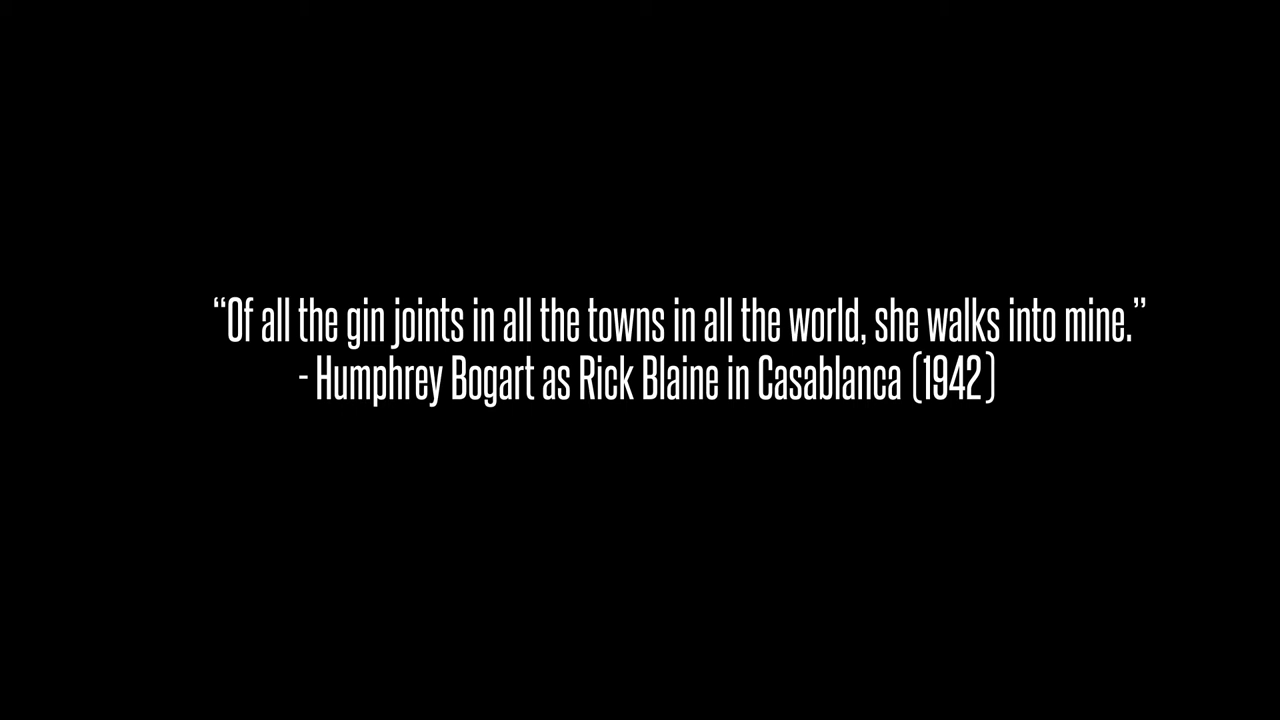 “Of all the gin joints in all the towns in all the world, she walks into mine.”
- Humphrey Bogart as Rick Blaine in Casablanca (1942)